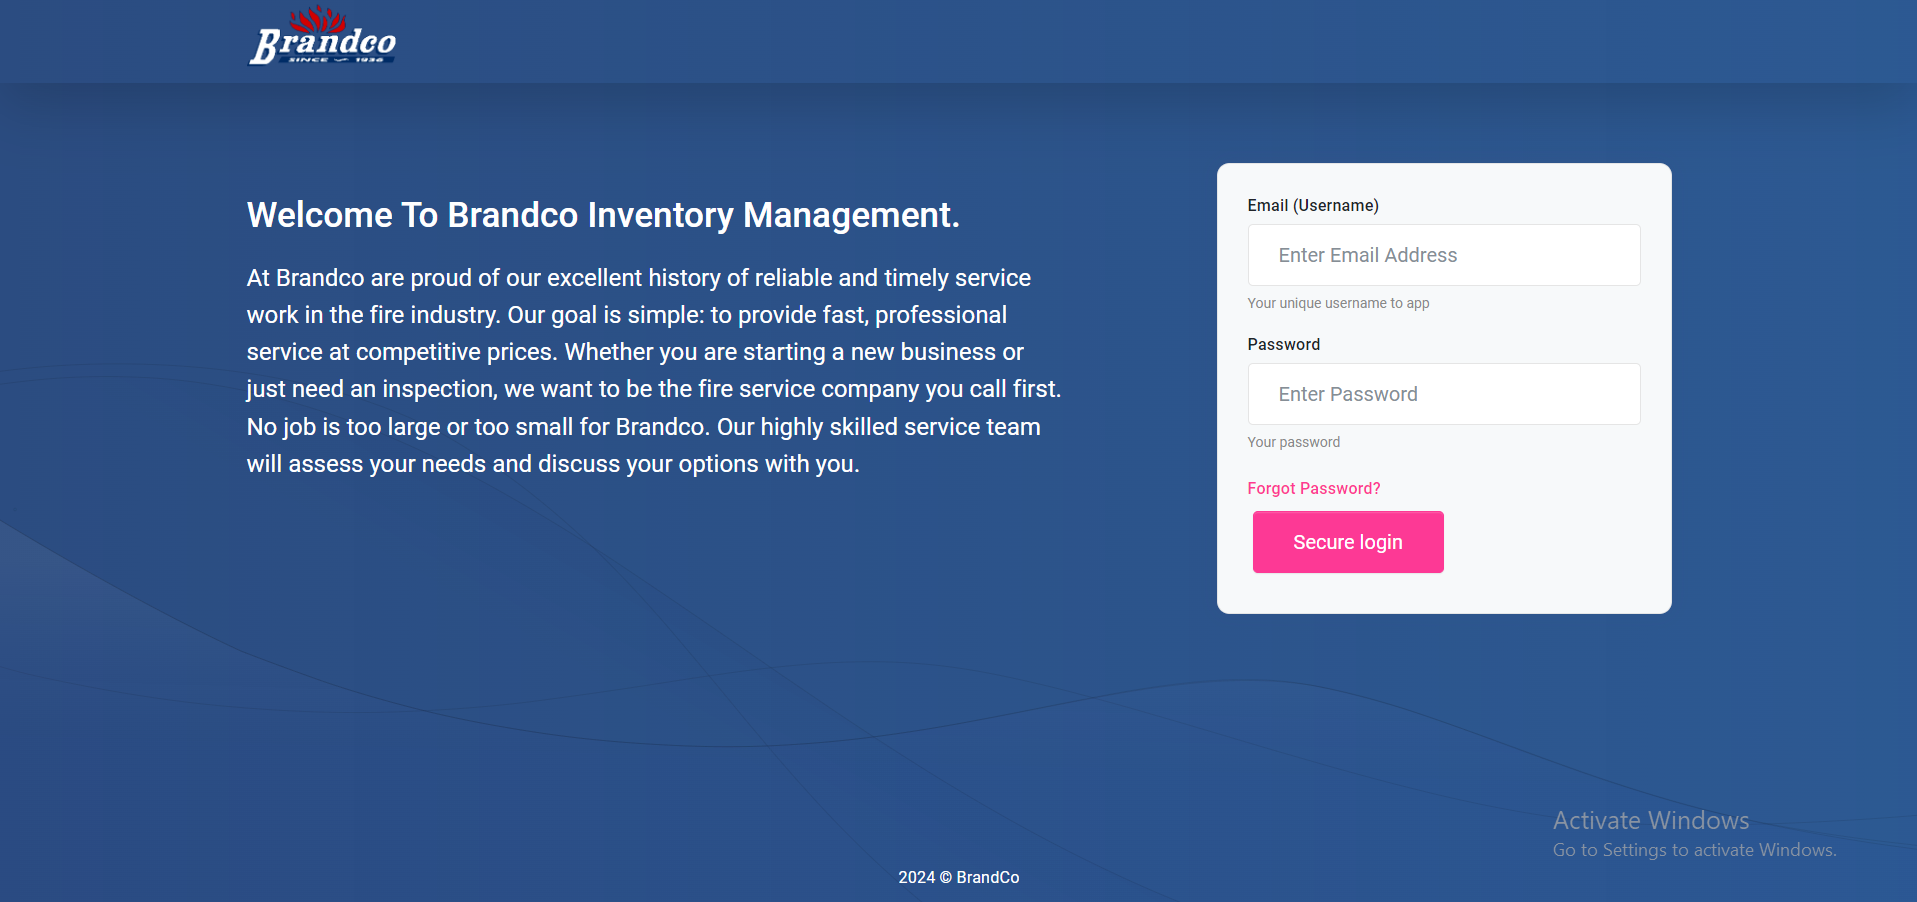 Brandco
SINCE 1936
Welcome To Brandco Inventory Management.
At Brandco are proud of our excellent history of reliable and timely service
work in the fire industry. Our goal is simple: to provide fast, professional
service at competitive prices. Whether you are starting a new business or
just need an inspection, we want to be the fire service company you call first.
No job is too large or too small for Brandco. Our highly skilled service team
will assess your needs and discuss your options with you.
Email (Username)
Enter Email Address
Your unique username to app
Password
Enter Password
Your password
Forgot Password?
Secure login
Activate Windows
Go to Settings to activate Windows.
2024 © BrandCo